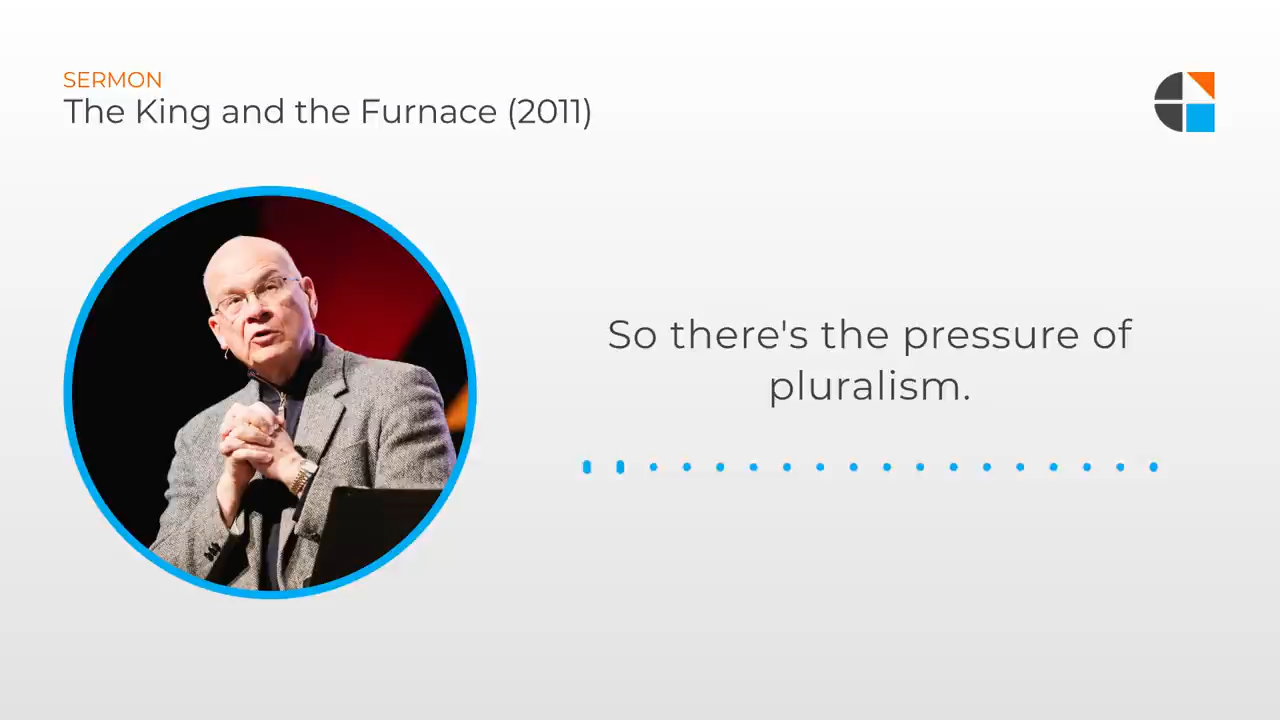 SERMON
The King and the Furnace (2011)
So there's the pressure of
pluralism.